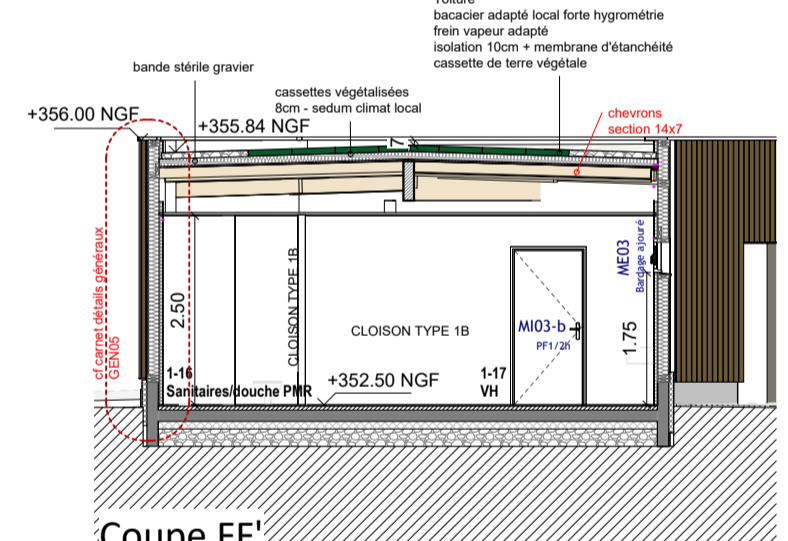 Toiture
bacacier adapté local forte hygrométrie
frein vapeur adapté
isolation 10cm + membrane d'étanchéité
cassette de terre végétale
bande stérile gravier
cassettes végétalisées
8cm - sedum climat local
+356.00 NGF
+355.84 NGF
chevrons
section 14x7
7
cf carnet détails généraux
GEN05
2.50
CLOISON TYPE 1B
CLOISON TYPE 1B
MI03-b
PF1/2h
ME03
Bardage ajouré
1.75
1-16
Sanitaires/douche PMR
+352.50 NGF
1-17
VH
Coupe FF'